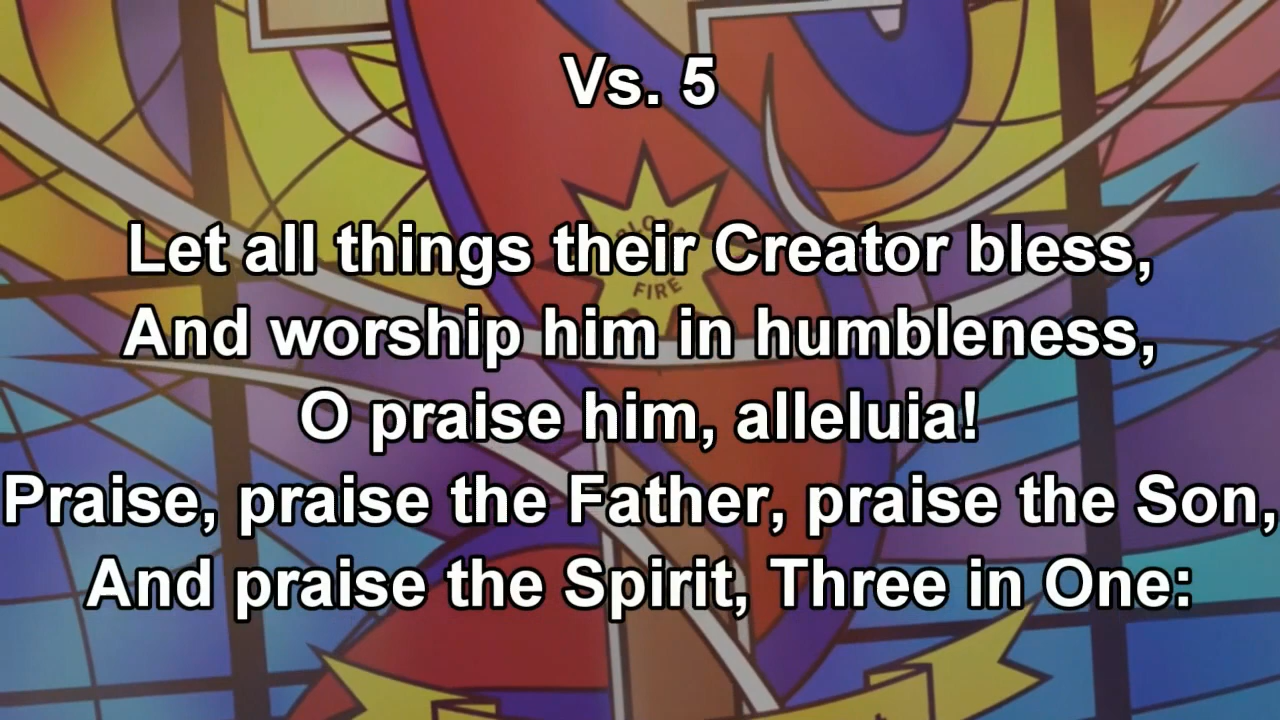 Vs. 5
Let all things their Creator bless,
FIRE
And worship him in humbleness,
O praise him, alleluia!
Praise, praise the Father, praise the Son,
And praise the Spirit, Three in One: